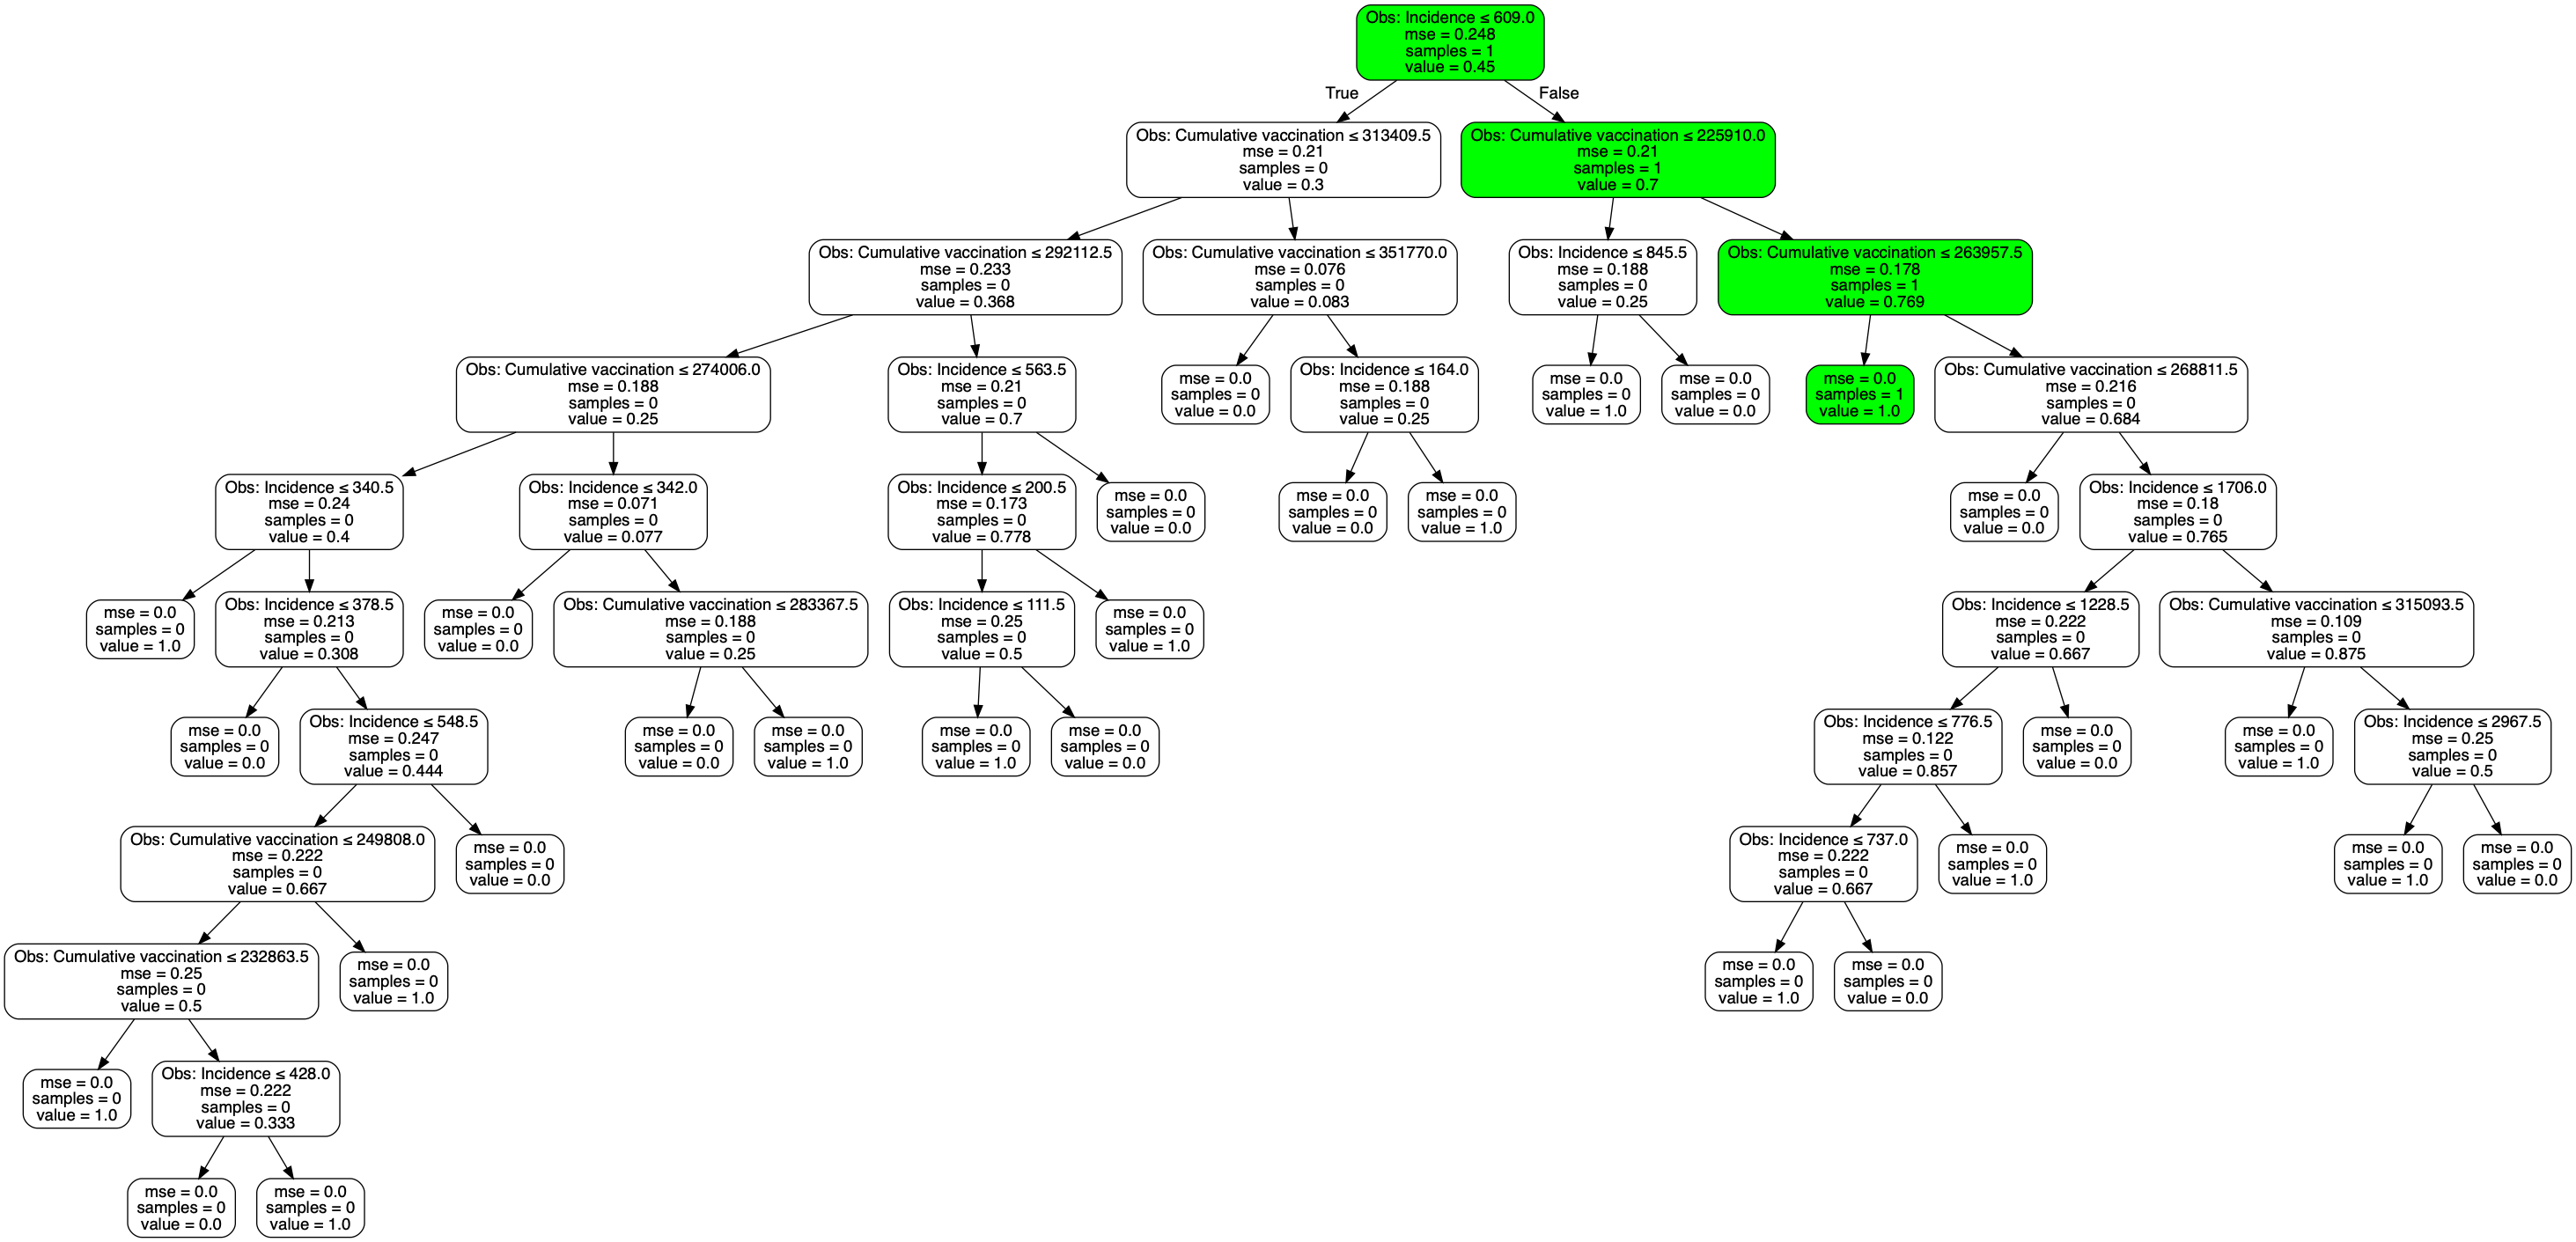 Obs: Incidence ≤ 609.0
mse = 0.248
samples = 1
value = 0.45
True
False
Obs: Cumulative vaccination ≤ 313409.5
mse = 0.21
samples = 0
value = 0.3
Obs: Cumulative vaccination ≤ 225910.0
mse = 0.21
samples = 1
value = 0.7
Obs: Cumulative vaccination ≤ 292112.5
mse = 0.233
samples = 0
value = 0.368
Obs: Cumulative vaccination ≤ 351770.0
mse = 0.076
samples = 0
value = 0.083
Obs: Incidence ≤ 845.5
mse = 0.188
samples = 0
value = 0.25
Obs: Cumulative vaccination ≤ 263957.5
mse = 0.178
samples = 1
value = 0.769
Obs: Cumulative vaccination ≤ 274006.0
mse = 0.188
samples = 0
value = 0.25
Obs: Incidence ≤ 563.5
mse = 0.21
samples = 0
value = 0.7
mse = 0.0
samples = 0
value = 0.0
Obs: Incidence ≤ 164.0
mse = 0.188
samples = 0
value = 0.25
mse = 0.0
samples = 0
value = 1.0
mse = 0.0
samples = 0
value = 0.0
mse = 0.0
samples = 1
value = 1.0
Obs: Cumulative vaccination ≤ 268811.5
mse = 0.216
samples = 0
value = 0.684
Obs: Incidence ≤ 340.5
mse = 0.24
samples = 0
value = 0.4
Obs: Incidence ≤ 342.0
mse = 0.071
samples = 0
value = 0.077
Obs: Incidence ≤ 200.5
mse = 0.173
samples = 0
value = 0.778
mse = 0.0
samples = 0
value = 0.0
mse = 0.0
samples = 0
value = 0.0
mse = 0.0
samples = 0
value = 1.0
mse = 0.0
samples = 0
value = 0.0
Obs: Incidence ≤ 1706.0
mse = 0.18
samples = 0
value = 0.765
mse = 0.0
samples = 0
value = 1.0
Obs: Incidence ≤ 378.5
mse = 0.213
samples = 0
value = 0.308
mse = 0.0
samples = 0
value = 0.0
Obs: Cumulative vaccination ≤ 283367.5
mse = 0.188
samples = 0
value = 0.25
Obs: Incidence ≤ 111.5
mse = 0.25
samples = 0
value = 0.5
mse = 0.0
samples = 0
value = 1.0
Obs: Incidence ≤ 1228.5
mse = 0.222
samples = 0
value = 0.667
Obs: Cumulative vaccination ≤ 315093.5
mse = 0.109
samples = 0
value = 0.875
mse = 0.0
samples = 0
value = 0.0
Obs: Incidence ≤ 548.5
mse = 0.247
samples = 0
value = 0.444
mse = 0.0
samples = 0
value = 0.0
mse = 0.0
samples = 0
value = 1.0
mse = 0.0
samples = 0
value = 1.0
mse = 0.0
samples = 0
value = 0.0
Obs: Incidence ≤ 776.5
mse = 0.122
samples = 0
value = 0.857
mse = 0.0
samples = 0
value = 0.0
mse = 0.0
samples = 0
value = 1.0
Obs: Incidence ≤ 2967.5
mse = 0.25
samples = 0
value = 0.5
Obs: Cumulative vaccination ≤ 249808.0
mse = 0.222
samples = 0
value = 0.667
mse = 0.0
samples = 0
value = 0.0
Obs: Incidence ≤ 737.0
mse = 0.222
samples = 0
value = 0.667
mse = 0.0
samples = 0
value = 1.0
mse = 0.0
samples = 0
value = 1.0
mse = 0.0
samples = 0
value = 0.0
Obs: Cumulative vaccination ≤ 232863.5
mse = 0.25
samples = 0
value = 0.5
mse = 0.0
samples = 0
value = 1.0
mse = 0.0
samples = 0
value = 1.0
mse = 0.0
samples = 0
value = 0.0
mse = 0.0
samples = 0
value = 1.0
Obs: Incidence ≤ 428.0
mse = 0.222
samples = 0
value = 0.333
mse = 0.0
samples = 0
value = 0.0
mse = 0.0
samples = 0
value = 1.0